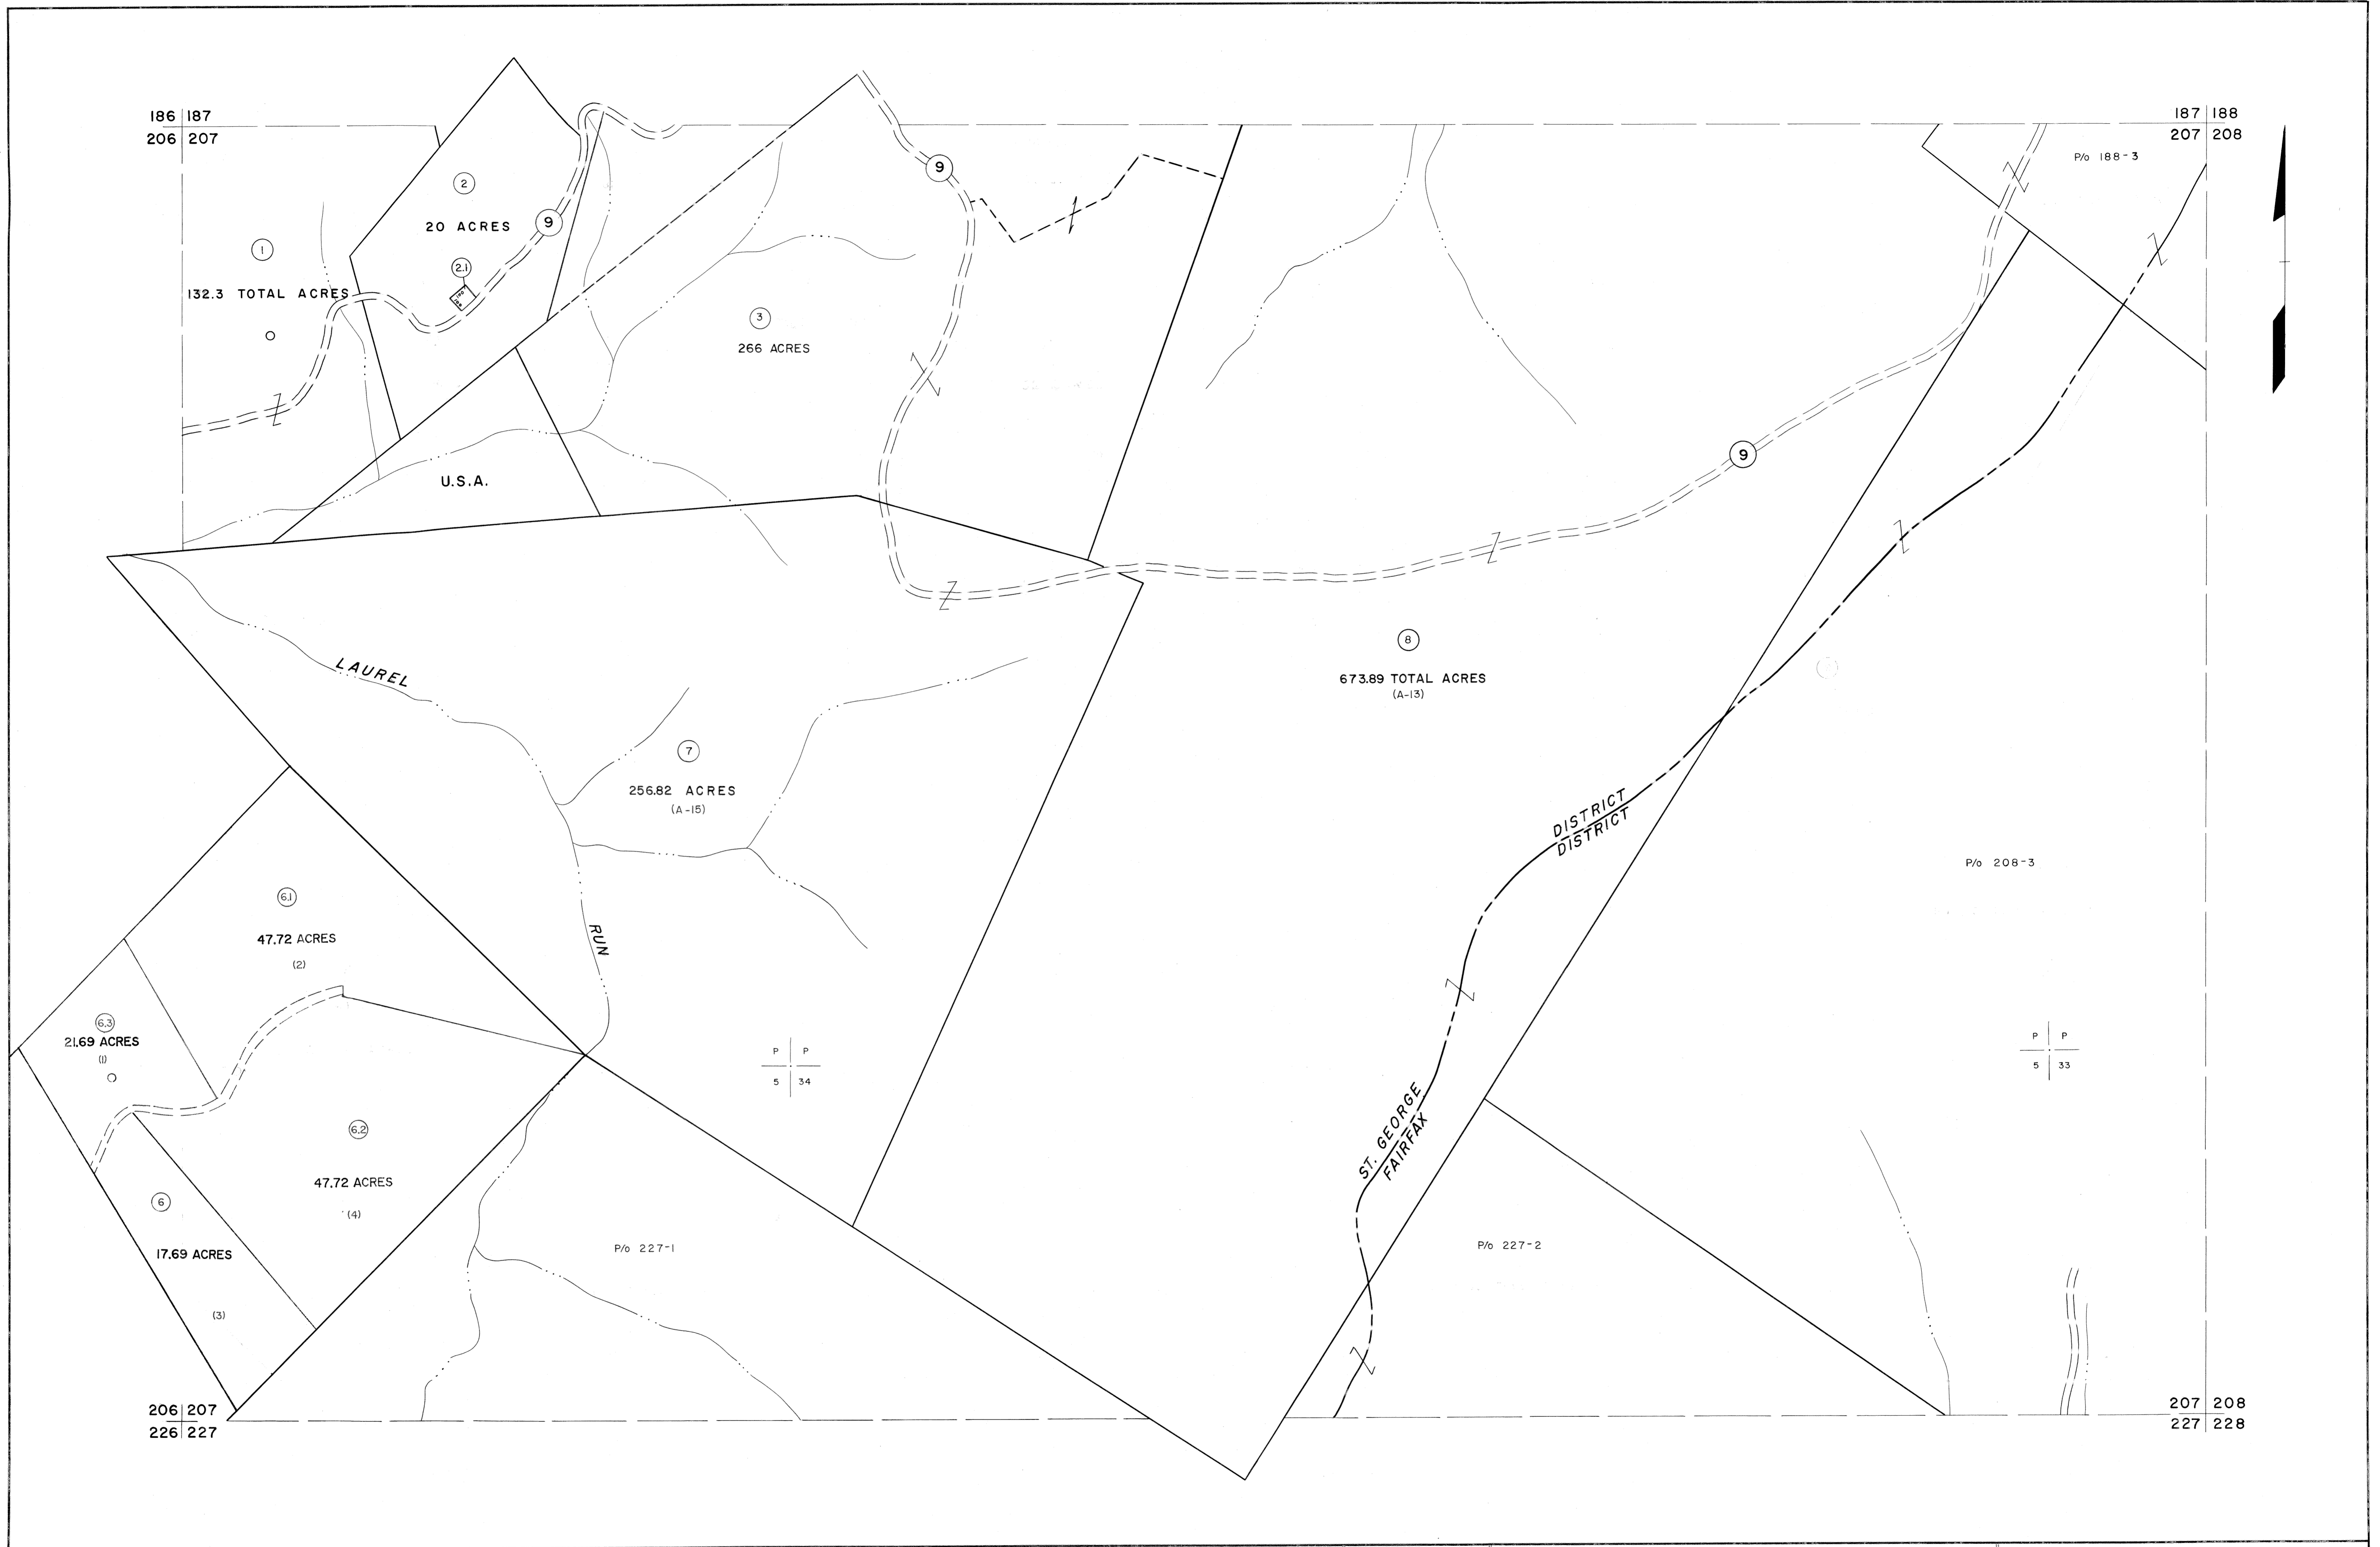 186 187
206 207
187 188
207 208
P/o 188-3
2
20 ACRES
9
2.1
1
132.3 TOTAL ACRES
9
3
266 ACRES
U.S.A.
9
LAUREL
RUN
8
673.89 TOTAL ACRES
(A-13)
7
256.82 ACRES
(A-15)
DISTRICT
DISTRICT
P/o 208-3
6.1
47.72 ACRES
(2)
6.3
21.69 ACRES
(1)
P P
5 34
P P
5 33
ST. GEORGE
FAIRFAX
6.2
47.72 ACRES
(4)
6
17.69 ACRES
(3)
P/o 227-1
P/o 227-2
206 207
226 227
207 208
227 228